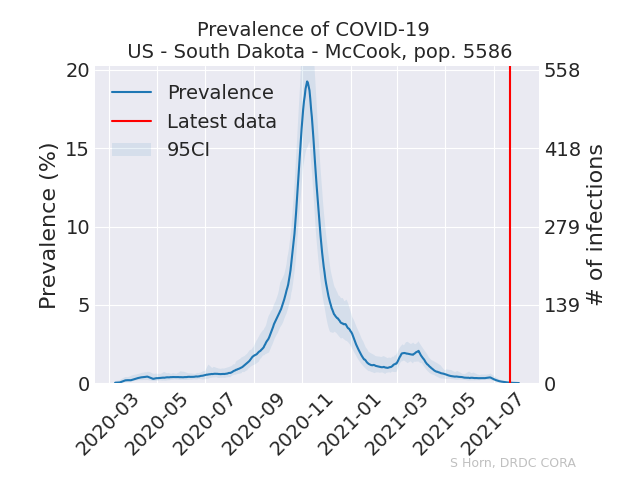 Prevalence of COVID-19
US - South Dakota - McCook, pop. 5586
Prevalence (%)
20
15
10
5
0
Prevalence
Latest data
95CI
558
418
279
139
0
# of infections
2020-03
2020-05
2020-07
2020-09
2020-11
2021-01
2021-03
2021-05
2021-07
S Horn, DRDC CORA